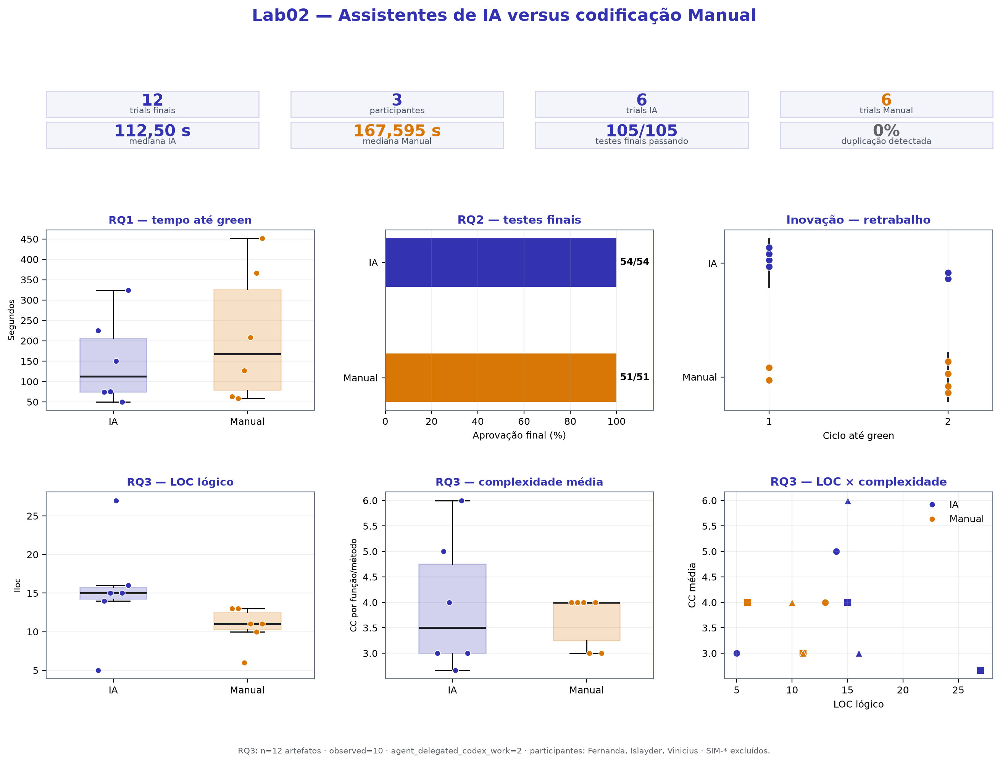 Lab02 — Assistentes de IA versus codificação Manual
12
trials finais
3
participantes
6
trials IA
6
trials Manual
112,50 s
mediana IA
167,595 s
mediana Manual
105/105
testes finais passando
0%
duplicação detectada
RQ1 — tempo até green
Segundos
450
400
350
300
250
200
150
100
50
IA
Manual
RQ2 — testes finais
IA
Manual
54/54
51/51
0
20
40
60
80
100
Aprovação final (%)
Inovação — retrabalho
IA
Manual
1
2
Ciclo até green
RQ3 — LOC lógico
lloc
25
20
15
10
5
IA
Manual
RQ3 — complexidade média
CC por função/método
6.0
5.5
5.0
4.5
4.0
3.5
3.0
IA
Manual
RQ3 — LOC × complexidade
CC média
6.0
5.5
5.0
4.5
4.0
3.5
3.0
IA
Manual
5
10
15
20
25
LOC lógico
RQ3: n=12 artefatos · observed=10 · agent_delegated_codex_work=2 · participantes: Fernanda, Islayder, Vinicius · SIM-* excluídos.